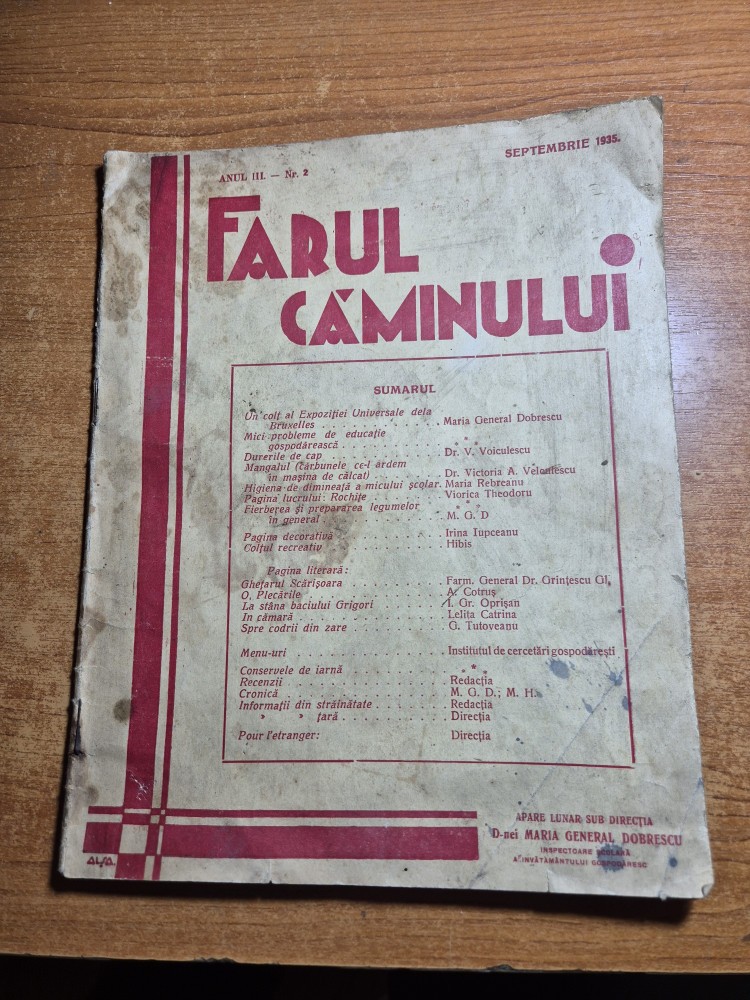 ANUL III. — Nr. 2
SEPTEMBRIE 1935.
FARUL
CĂMINULUI
SUMARUL
Un colț al Expoziției Universale dela
Bruxelles . . . . . . . . . . . . Maria General Dobrescu
Mici probleme de educație
gospodărească . . . . . . . . . . * * *
Durerile de cap . . . . . . . . . . Dr. V. Voiculescu
Mangalul (cărbunele ce-l ardem
în mașina de călcat) . . . . . . . Dr. Victoria A. Velculescu
Higiena de dimineață a micului școlar. Maria Rebreanu
Pagina lucrului: Rochițe . . . . . . Viorica Theodoru
Fierberea și prepararea legumelor * * *
în general . . . . . . . . . . . . M. G. D
Pagina decorativă . . . . . . . . . Irina Iupceanu
Colțul recreativ . . . . . . . . . . Hibis
Pagina literară:
Ghețarul Scărișoara . . . . . . . . Farm. General Dr. Grințescu Gl.
O, Plecările . . . . . . . . . . . . A. Cotruș
La stâna baciului Grigori . . . . . . I. Gr. Oprișan
In cămară . . . . . . . . . . . . . Lelița Catrina
Spre codrii din zare . . . . . . . . G. Tutoveanu
Menu-uri . . . . . . . . . . . . . Institutul de cercetări gospodărești
Conservele de iarnă . . . . . . . . * * *
Recenzii . . . . . . . . . . . . . Redacția
Cronică . . . . . . . . . . . . . . M. G. D.; M. H.
Informații din străinătate . . . . . . Redacția
» » țară . . . . . . . . . Direcția
Pour l'etranger: Direcția
APARE LUNAR SUB DIRECȚIA
D-nei MARIA GENERAL DOBRESCU
INSPECTOARE ȘCOLARĂ
A ÎNVĂȚĂMÂNTULUI GOSPODĂRESC